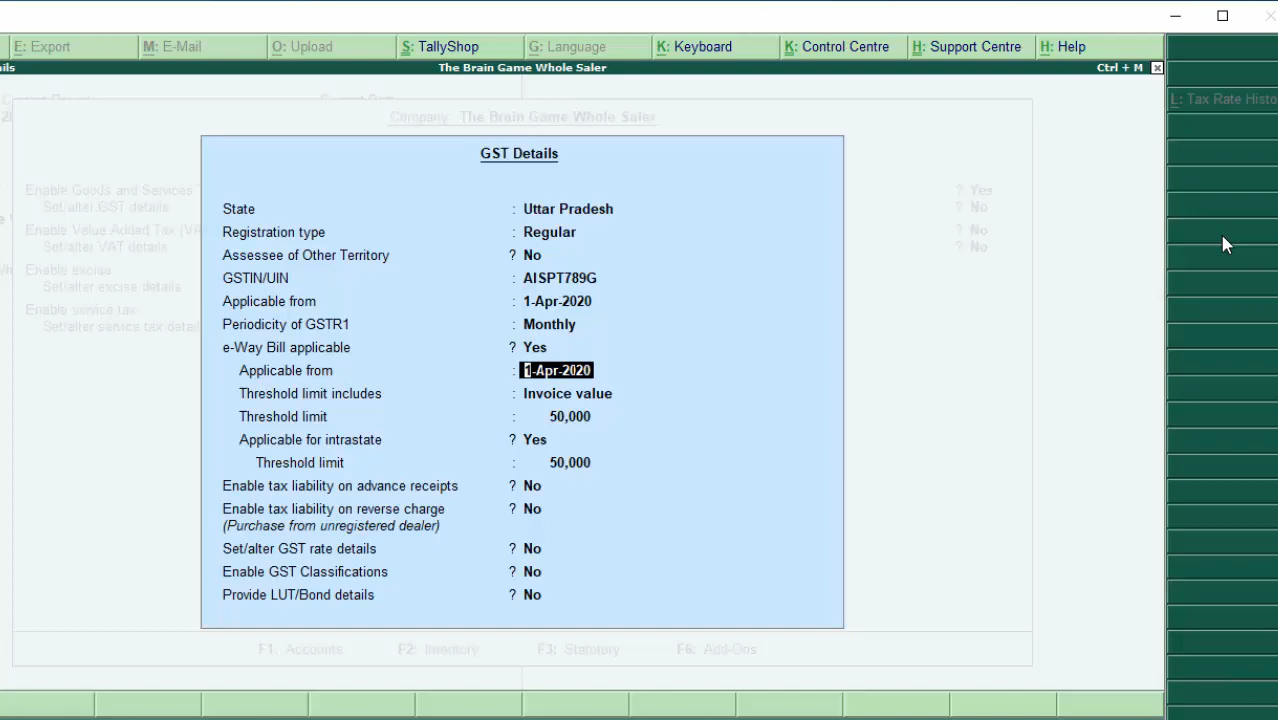 E: Export M: E-Mail O: Upload S: TallyShop G: Language K: Keyboard K: Control Centre H: Support Centre H: Help
ails The Brain Game Whole Saler Ctrl + M
L: Tax Rate Histo
Company: The Brain Game Whole Saler
GST Details
Enable Goods and Services ? Yes
Set/alter GST details ? No
Enable Value Added Tax (VA ? No
Set/alter VAT details ? No
Enable excise
Set/alter excise details
Enable service tax
Set/alter service tax detail
State : Uttar Pradesh
Registration type : Regular
Assessee of Other Territory ? No
GSTIN/UIN : AISPT789G
Applicable from : 1-Apr-2020
Periodicity of GSTR1 : Monthly
e-Way Bill applicable ? Yes
Applicable from : 1-Apr-2020
Threshold limit includes : Invoice value
Threshold limit : 50,000
Applicable for intrastate ? Yes
Threshold limit : 50,000
Enable tax liability on advance receipts ? No
Enable tax liability on reverse charge ? No
(Purchase from unregistered dealer)
Set/alter GST rate details ? No
Enable GST Classifications ? No
Provide LUT/Bond details ? No
F1: Accounts F2: Inventory F3: Statutory F6: Add-Ons